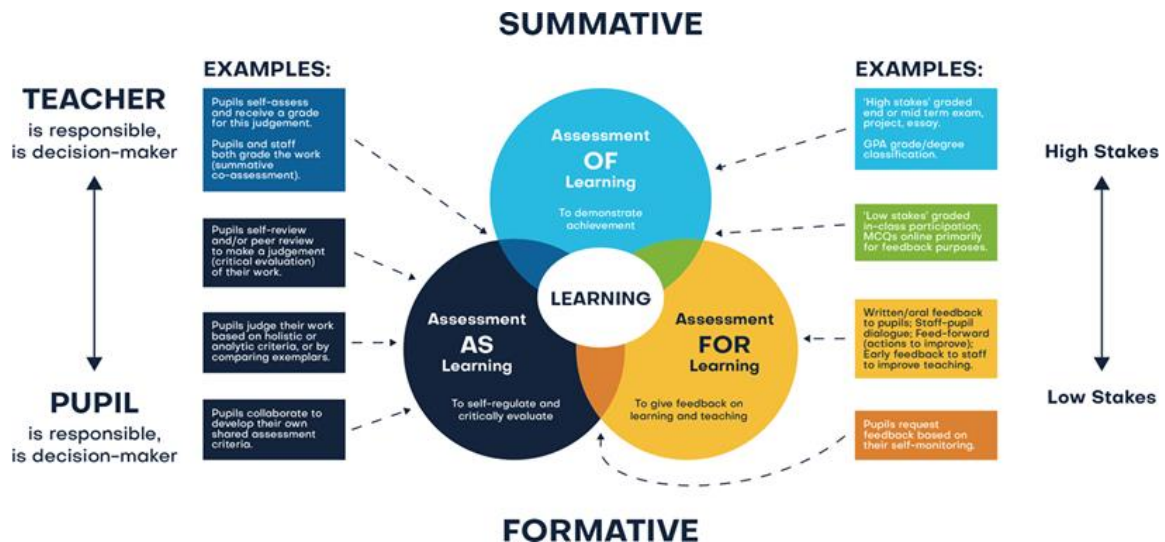 SUMMATIVE
TEACHER
is responsible,
is decision-maker
PUPIL
is responsible,
is decision-maker
EXAMPLES:
Pupils self-assess
and receive a grade
for this judgement.
Pupils and staff
both grade the work
(summative
co-assessment).
Pupils self-review
and/or peer review
to make a judgement
(critical evaluation)
of their work.
Pupils judge their work
based on holistic or
analytic criteria, or by
comparing exemplars.
Pupils collaborate to
develop their own
shared assessment
criteria.
Assessment
OF
Learning
To demonstrate
achievement
LEARNING
Assessment
AS
Learning
To self-regulate and
critically evaluate
Assessment
FOR
Learning
To give feedback on
learning and teaching
EXAMPLES:
'High stakes' graded
end or mid term exam,
project, essay.
GPA grade/degree
classification.
'Low stakes' graded
in-class participation;
MCQs online primarily
for feedback purposes.
Written/oral feedback
to pupils; Staff-pupil
dialogue; Feed-forward
(actions to improve);
Early feedback to staff
to improve teaching.
Pupils request
feedback based on
their self-monitoring.
High Stakes
Low Stakes
FORMATIVE